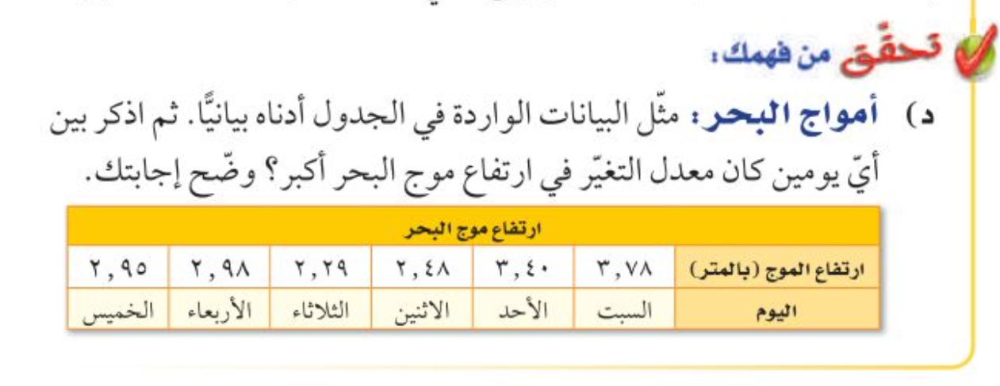 تحقَّق من فهمك:
د) أمواج البحر: مثّل البيانات الواردة في الجدول أدناه بيانيًّا. ثم اذكر بين
أيّ يومين كان معدل التغيّر في ارتفاع موج البحر أكبر؟ وضّح إجابتك.
ارتفاع موج البحر
ارتفاع الموج (بالمتر) ٣,٧٨ ٣,٤٠ ٢,٤٨ ٢,٢٩ ٢,٩٨ ٢,٩٥
اليوم السبت الأحد الاثنين الثلاثاء الأربعاء الخميس